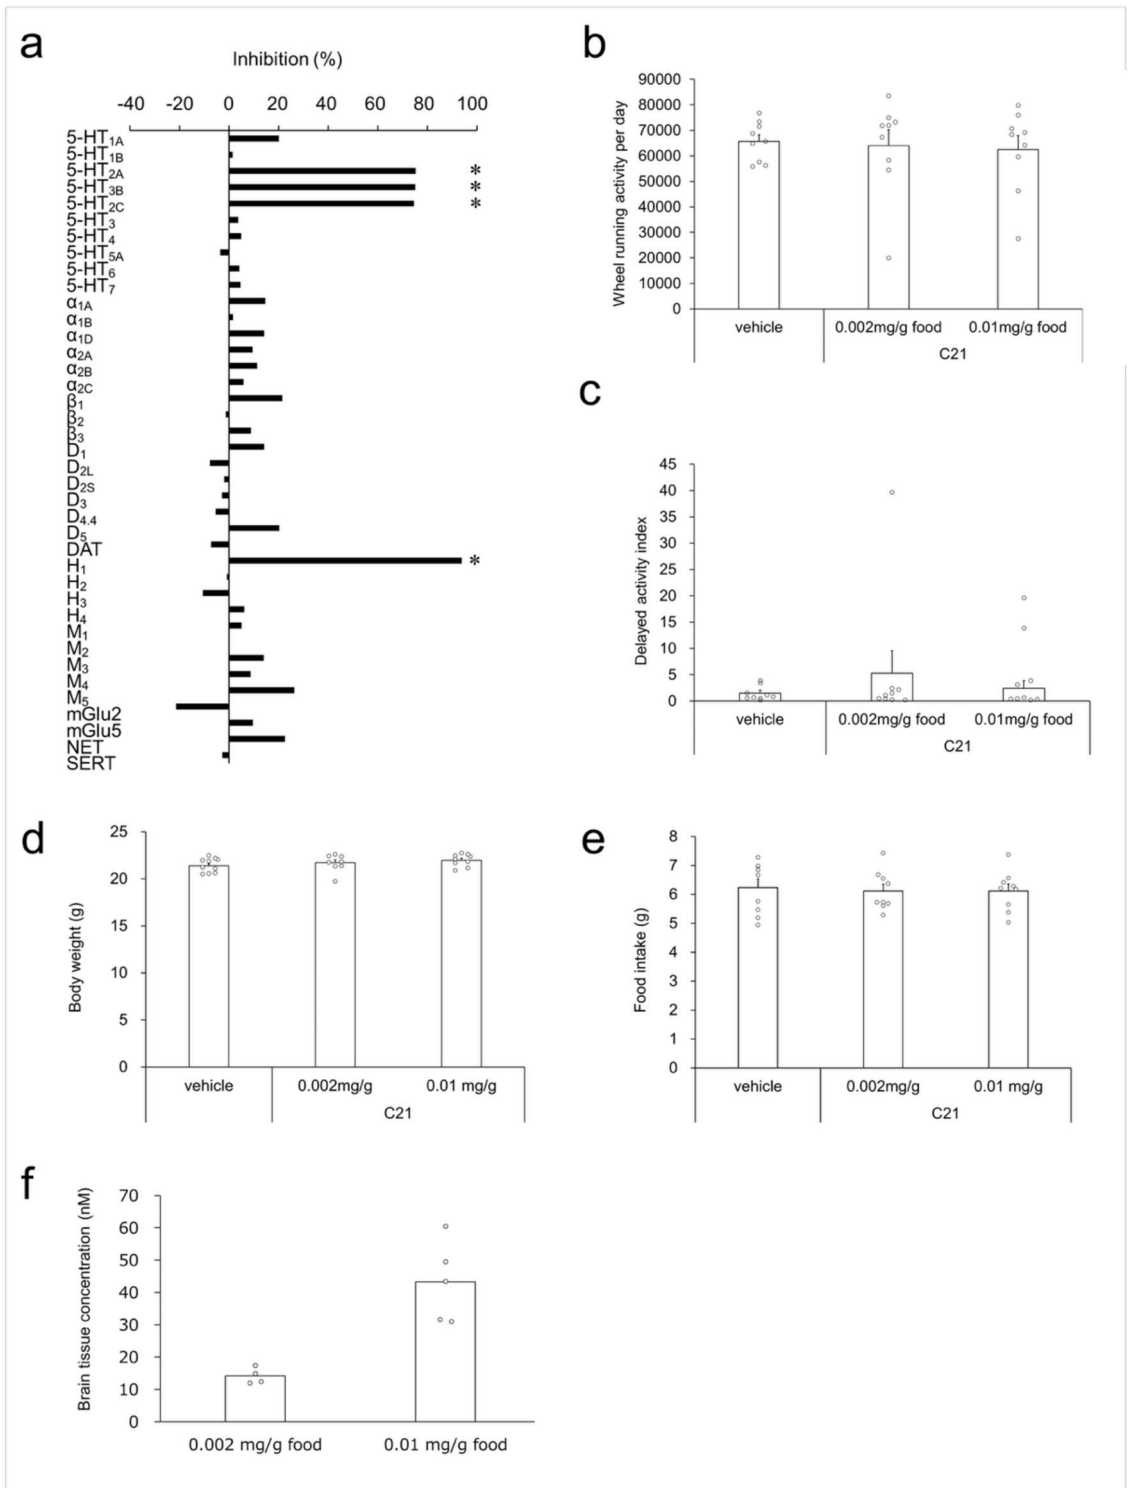 a
Inhibition (%)
-40 -20 0 20 40 60 80 100
5-HT1A
5-HT1B
5-HT2A *
5-HT3B *
5-HT2C *
5-HT3
5-HT4
5-HT5A
5-HT6
5-HT7
α1A
α1B
α1D
α2A
α2B
α2C
β1
β2
β3
D1
D2L
D2S
D3
D4.4
D5
DAT
H1 *
H2
H3
H4
M1
M2
M3
M4
M5
mGlu2
mGlu5
NET
SERT
b
Wheel running activity per day
90000
80000
70000
60000
50000
40000
30000
20000
10000
0
vehicle 0.002mg/g food 0.01mg/g food
C21
c
Delayed activity index
45
40
35
30
25
20
15
10
5
0
vehicle 0.002mg/g food 0.01mg/g food
C21
d
Body weight (g)
25
20
15
10
5
0
vehicle 0.002mg/g 0.01 mg/g
C21
e
Food intake (g)
8
7
6
5
4
3
2
1
0
vehicle 0.002mg/g 0.01 mg/g
C21
f
Brain tissue concentration (nM)
70
60
50
40
30
20
10
0
0.002 mg/g food 0.01 mg/g food